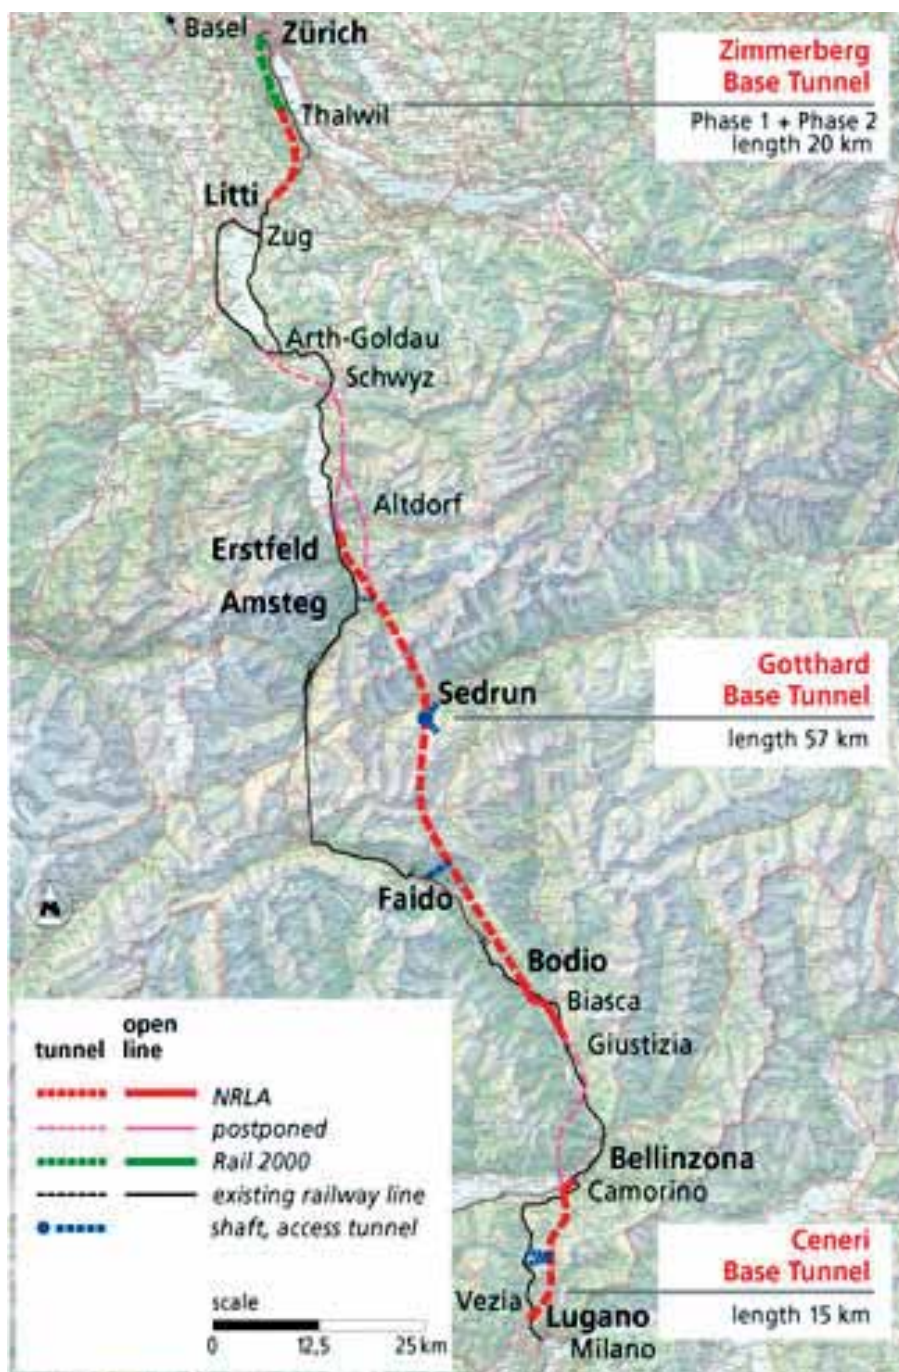 Basel
Zürich
Zimmerberg
Base Tunnel
Phase 1 + Phase 2
length 20 km
Thalwil
Litti
Zug
Arth-Goldau
Schwyz
Altdorf
Erstfeld
Amsteg
Sedrun
Gotthard
Base Tunnel
length 57 km
Faido
Bodio
Biasca
Giustizia
Bellinzona
Camorino
Ceneri
Base Tunnel
length 15 km
Vezia
Lugano
Milano
tunnel
open
line
NRLA
postponed
Rail 2000
existing railway line
shaft, access tunnel
scale
0 12.5 25 km